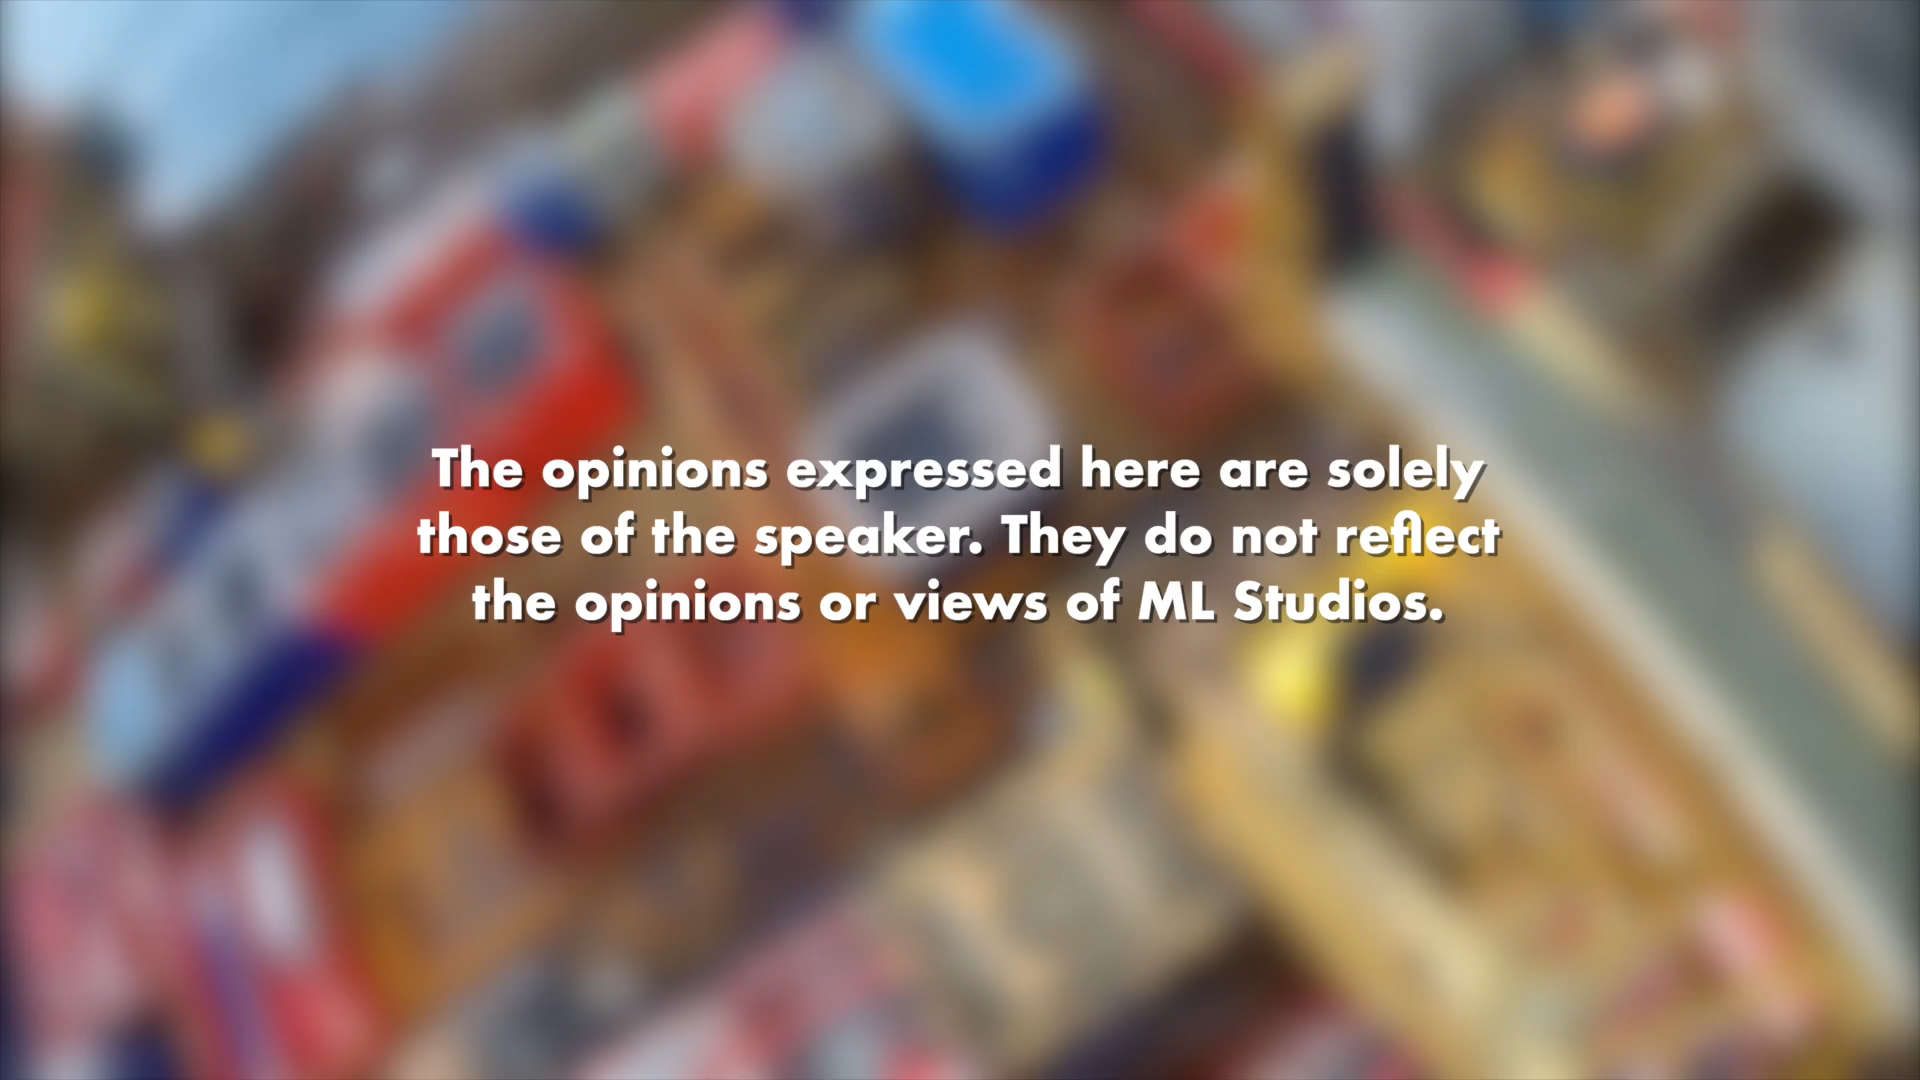 The opinions expressed here are solely
those of the speaker. They do not reflect
the opinions or views of ML Studios.